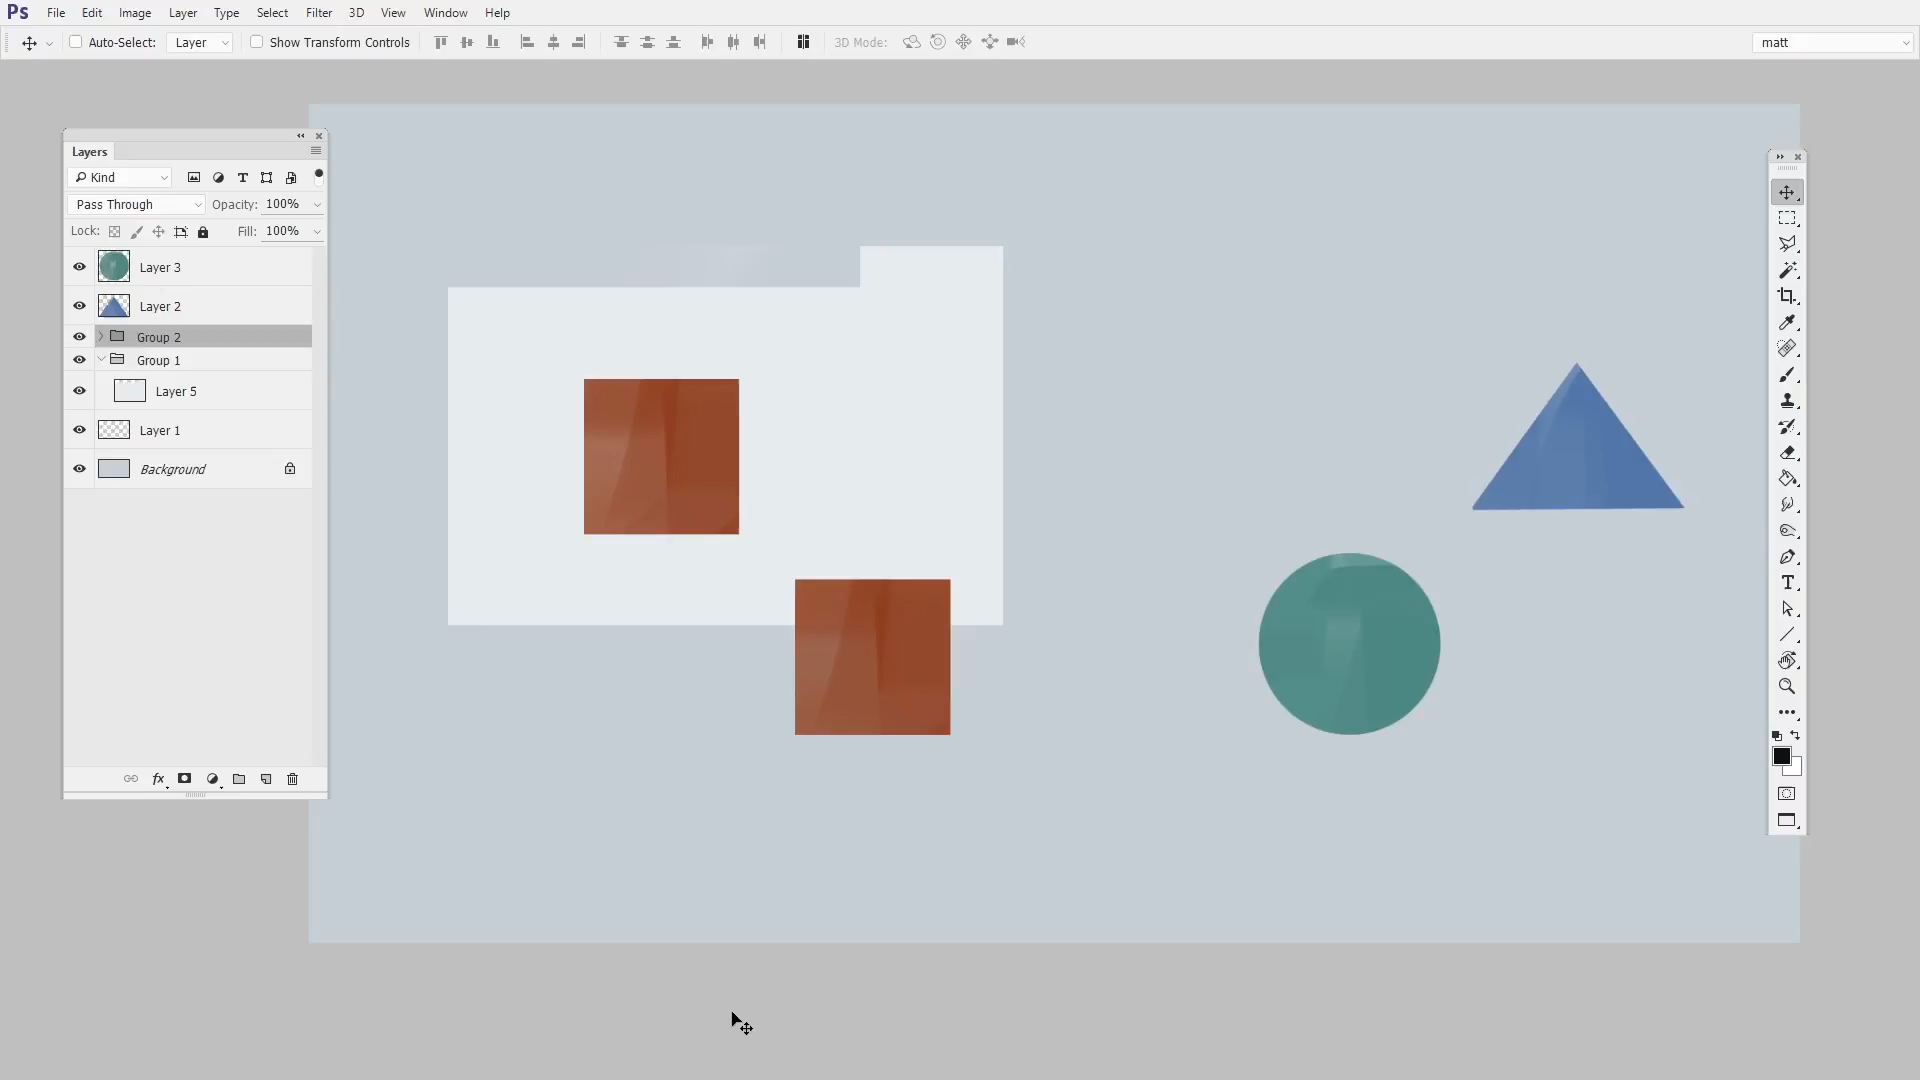 Ps File Edit Image Layer Type Select Filter 3D View Window Help
Auto-Select: Layer Show Transform Controls 3D Mode: matt
Layers
Kind
Pass Through Opacity: 100%
Lock: Fill: 100%
Layer 3
Layer 2
Group 2
Group 1
Layer 5
Layer 1
Background
fx